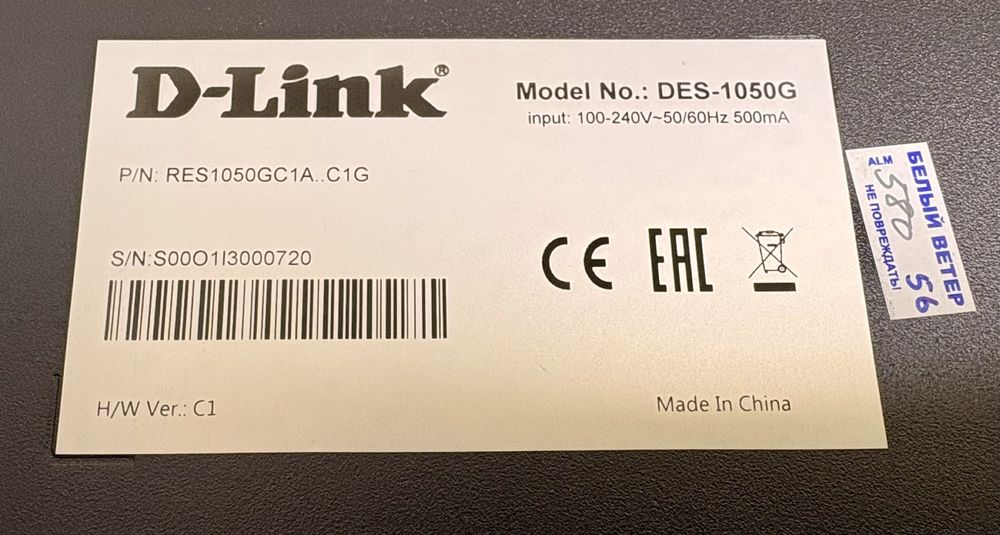 D-Link®
Model No.: DES-1050G
input: 100-240V~50/60Hz 500mA
P/N: RES1050GC1A..C1G
S/N:S00O1I3000720
CE EAC
H/W Ver.: C1
Made In China
БЕЛЫЙ ВЕТЕР
ALM 580 56
НЕ ПОВРЕЖДАТЬ!